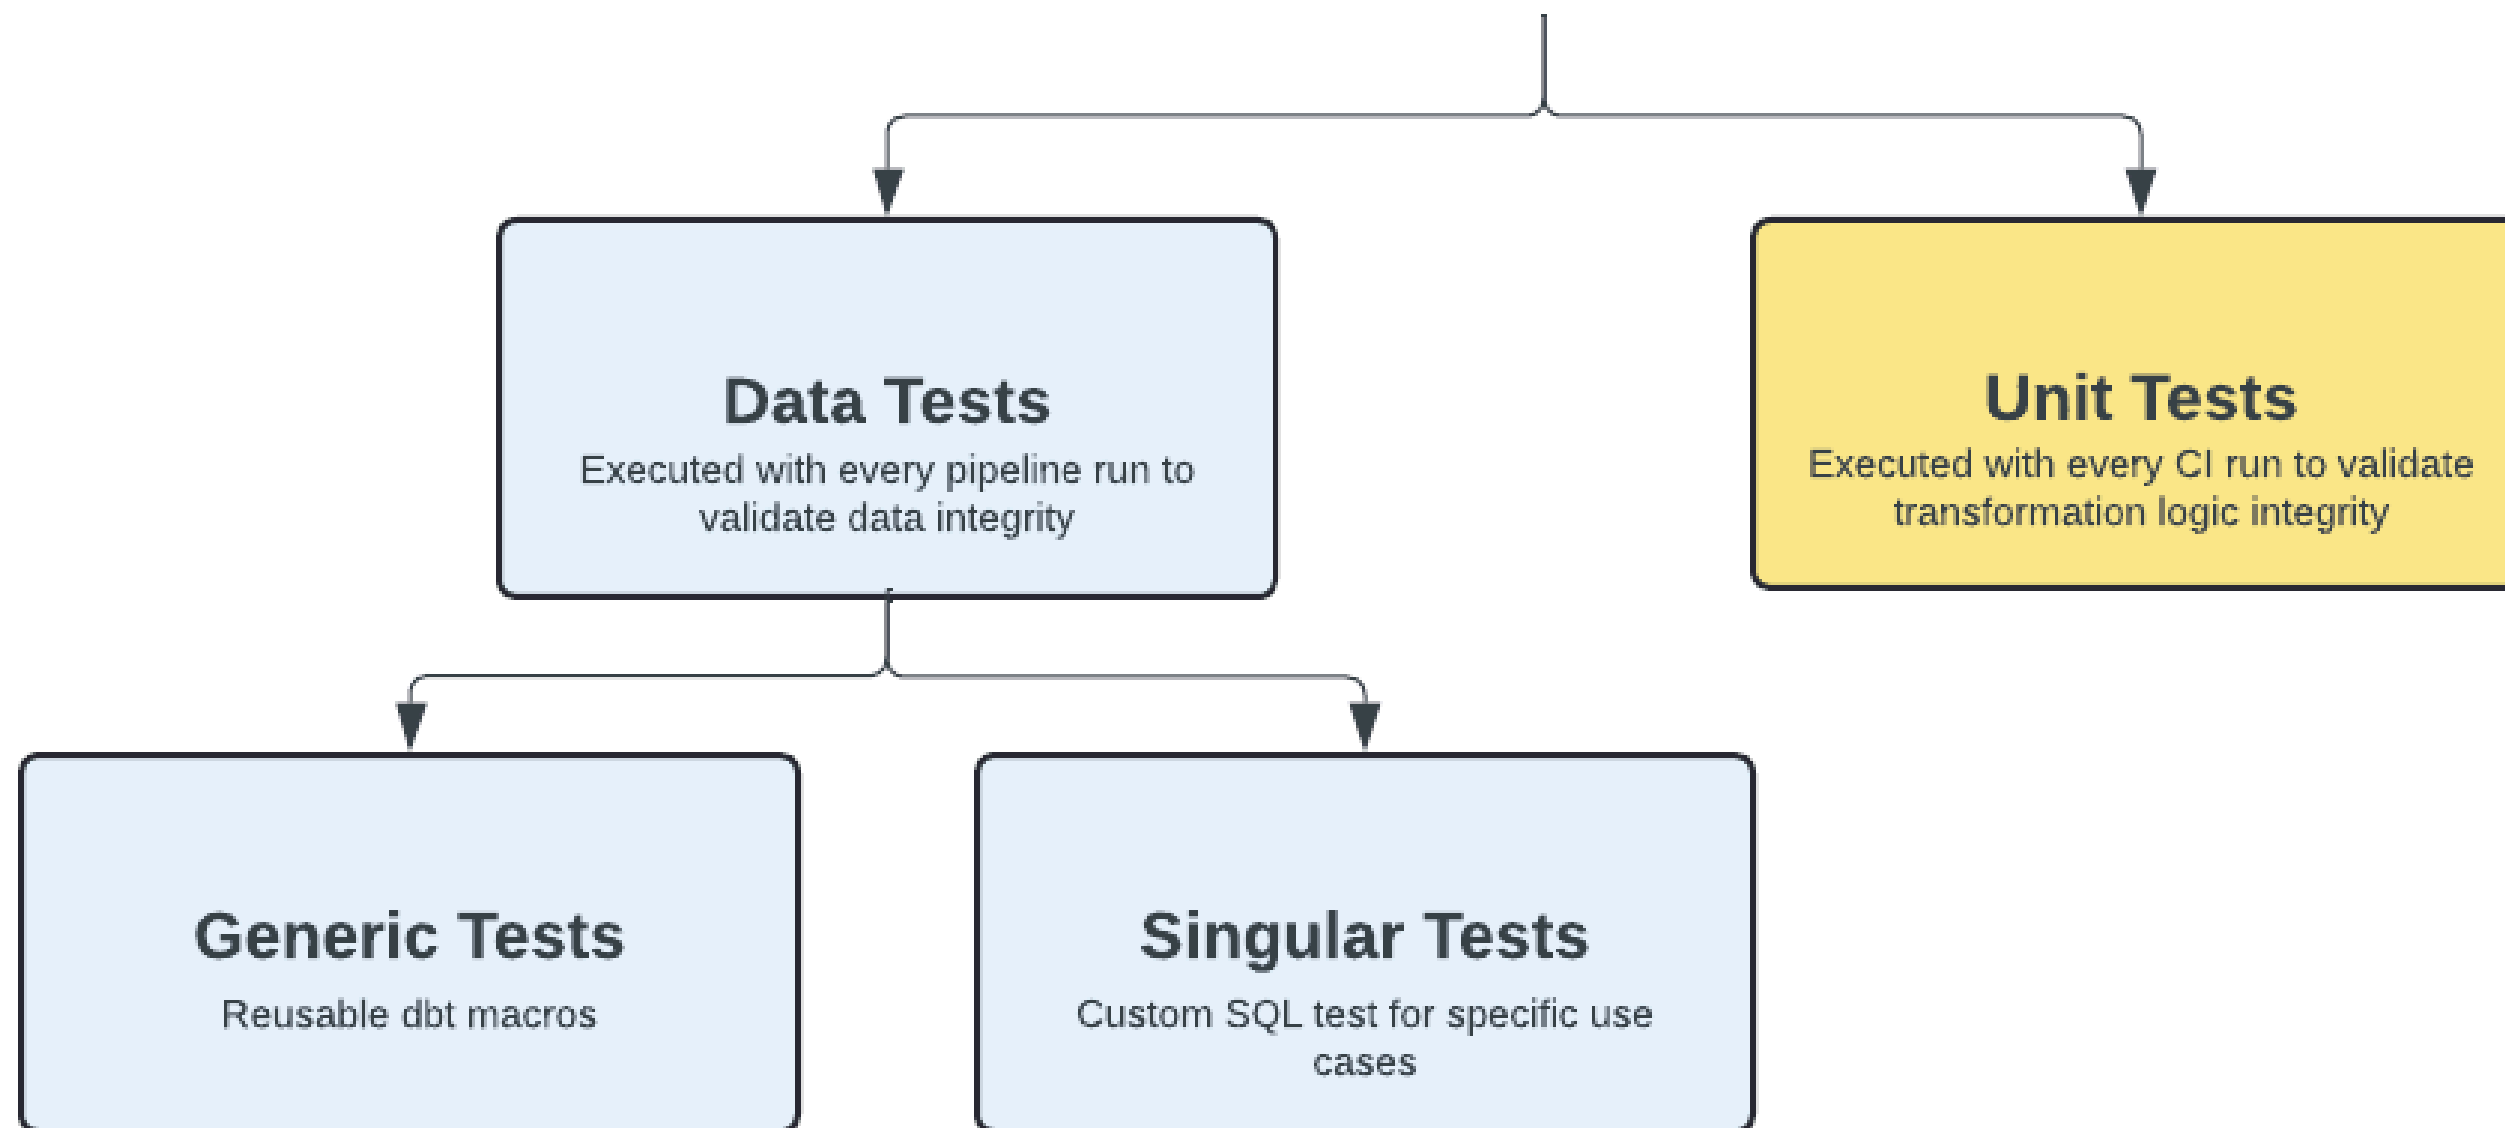 Data Tests
Executed with every pipeline run to
validate data integrity
Unit Tests
Executed with every CI run to validate
transformation logic integrity
Generic Tests
Reusable dbt macros
Singular Tests
Custom SQL test for specific use
cases